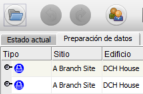 Estado actual Preparación de datos
Tipo Sitio Edificio
A Branch Site DCH House
A Branch Site DCH House